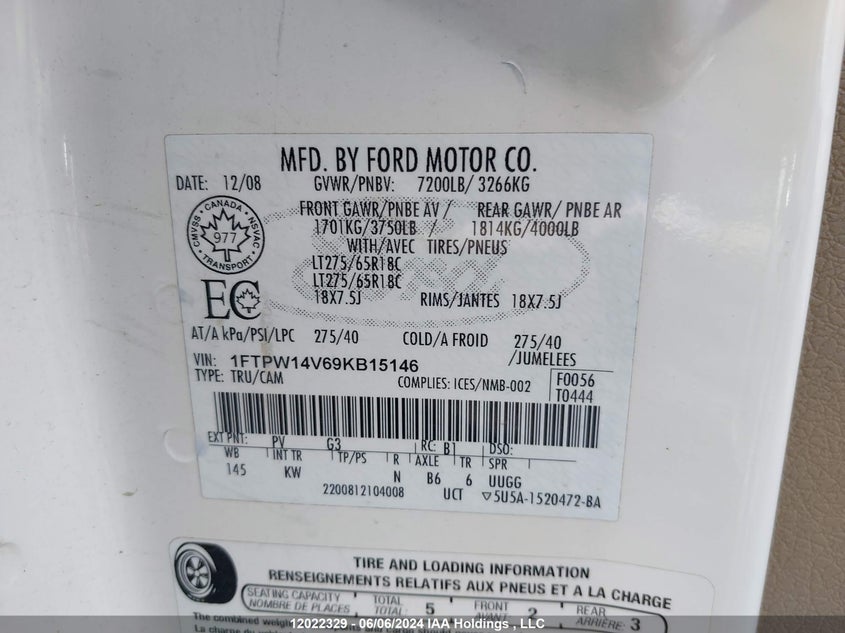 MFD. BY FORD MOTOR CO.
DATE: 12/08 GVWR/PNBV: 7200LB/ 3266KG
FRONT GAWR/PNBE AV / REAR GAWR/ PNBE AR
1701KG/3750LB / 1814KG/4000LB
WITH/AVEC TIRES/PNEUS
LT275/65R18C
LT275/65R18C
18X7.5J RIMS/JANTES 18X7.5J
CANADA
CMVSS 977 NSVAC
TRANSPORT
EC
AT/A kPa/PSI/LPC 275/40 COLD/A FROID 275/40
/JUMELEES
VIN: 1FTPW14V69KB15146
TYPE: TRU/CAM COMPLIES: ICES/NMB-002 F0056
T0444
EXT PNT: PV G3 RC: B1 DSO:
WB INT TR TP/PS R AXLE TR SPR
145 KW N B6 6 UUGG
2200812104008 UCT 5U5A-1520472-BA
TIRE AND LOADING INFORMATION
RENSEIGNEMENTS RELATIFS AUX PNEUS ET A LA CHARGE
SEATING CAPACITY TOTAL FRONT REAR
NOMBRE DE PLACES TOTAL: 5 2 ARRIÈRE: 3
The combined weight
La charge
12022329 - 06/06/2024 IAA Holdings, LLC